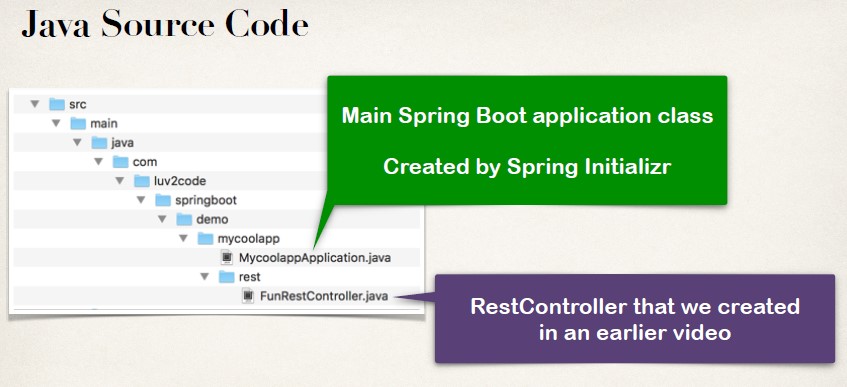 Java Source Code
src
main
java
com
luv2code
springboot
demo
mycoolapp
MycoolappApplication.java
rest
FunRestController.java
Main Spring Boot application class
Created by Spring Initializr
RestController that we created
in an earlier video